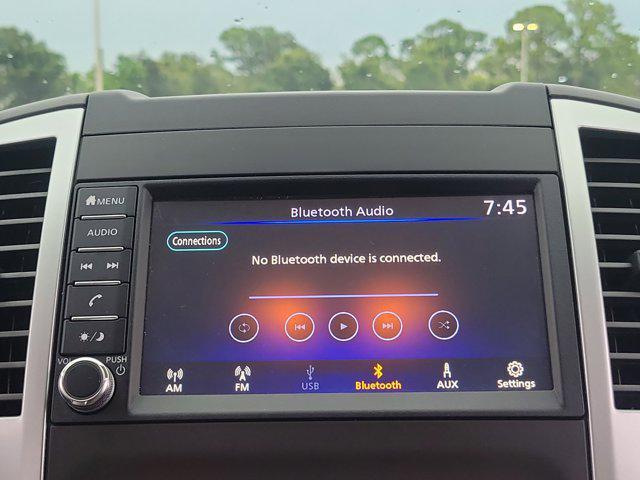 MENU
AUDIO
VOL
PUSH
Bluetooth Audio
7:45
Connections
No Bluetooth device is connected.
AM
FM
USB
Bluetooth
AUX
Settings